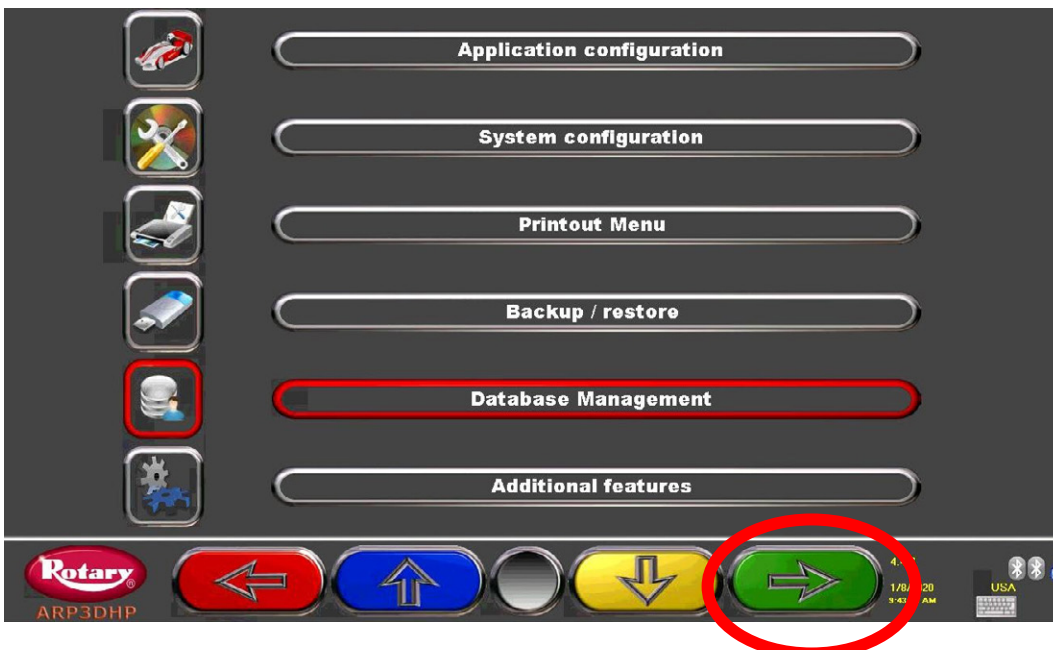 Application configuration
System configuration
Printout Menu
Backup / restore
Database Management
Additional features
Rotary®
ARP3DHP
USA